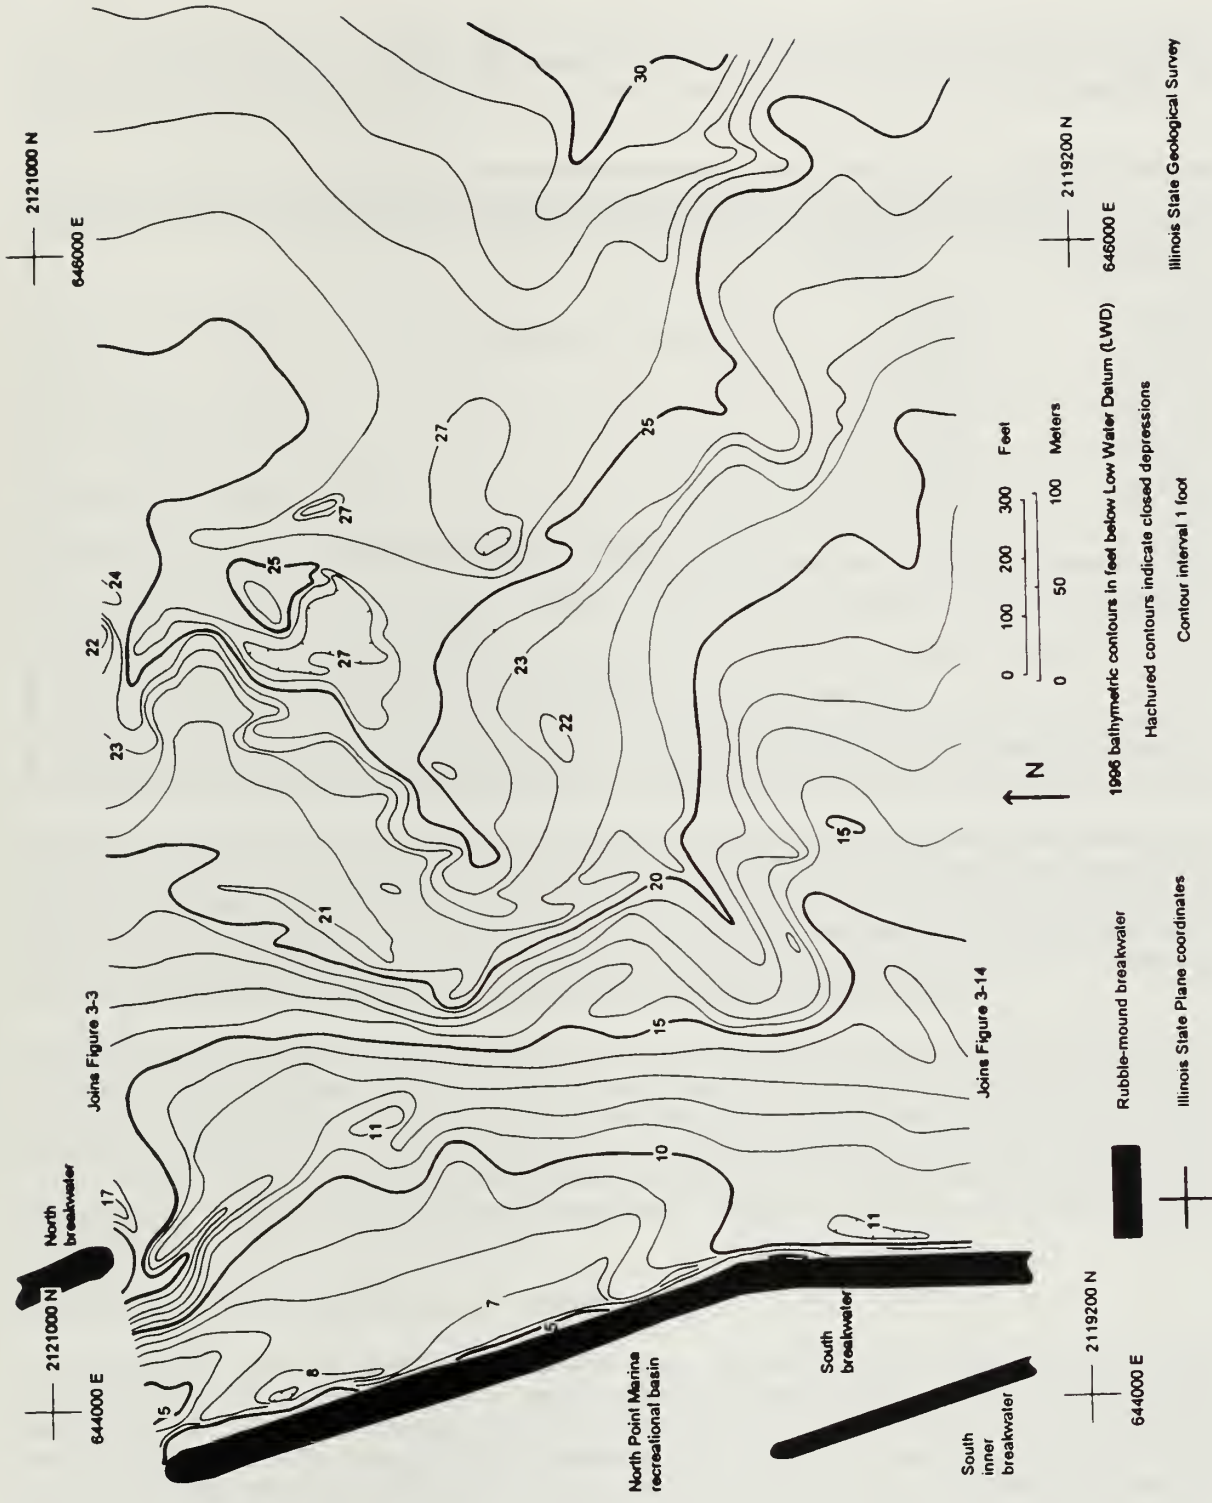 2121000 N
646000 E
30
2119200 N
646000 E
Illinois State Geological Survey
27
25
27
25
24
22
27
23
23
22
21
20
15
15
Joins Figure 3-3
17
11
10
11
7
5
8
5
North
breakwater
2121000 N
644000 E
Joins Figure 3-14
North Point Marina
recreational basin
South
breakwater
South
inner
breakwater
2119200 N
644000 E
0 100 200 300 Feet
0 50 100 Meters
N
1996 bathymetric contours in feet below Low Water Datum (LWD)
Hachured contours indicate closed depressions
Contour interval 1 foot
Rubble-mound breakwater
Illinois State Plane coordinates